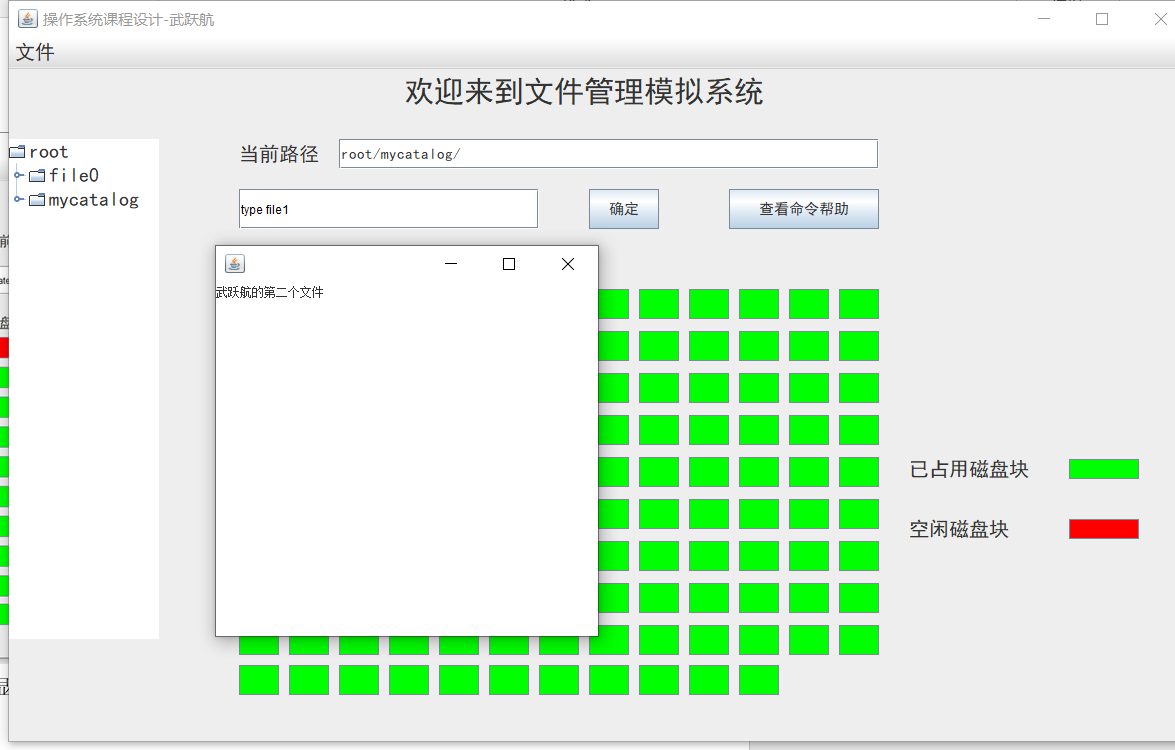 操作系统课程设计-武跃航
文件
欢迎来到文件管理模拟系统
root
file0
mycatalog
当前路径
root/mycatalog/
type file1
确定
查看命令帮助
武跃航的第二个文件
已占用磁盘块
空闲磁盘块